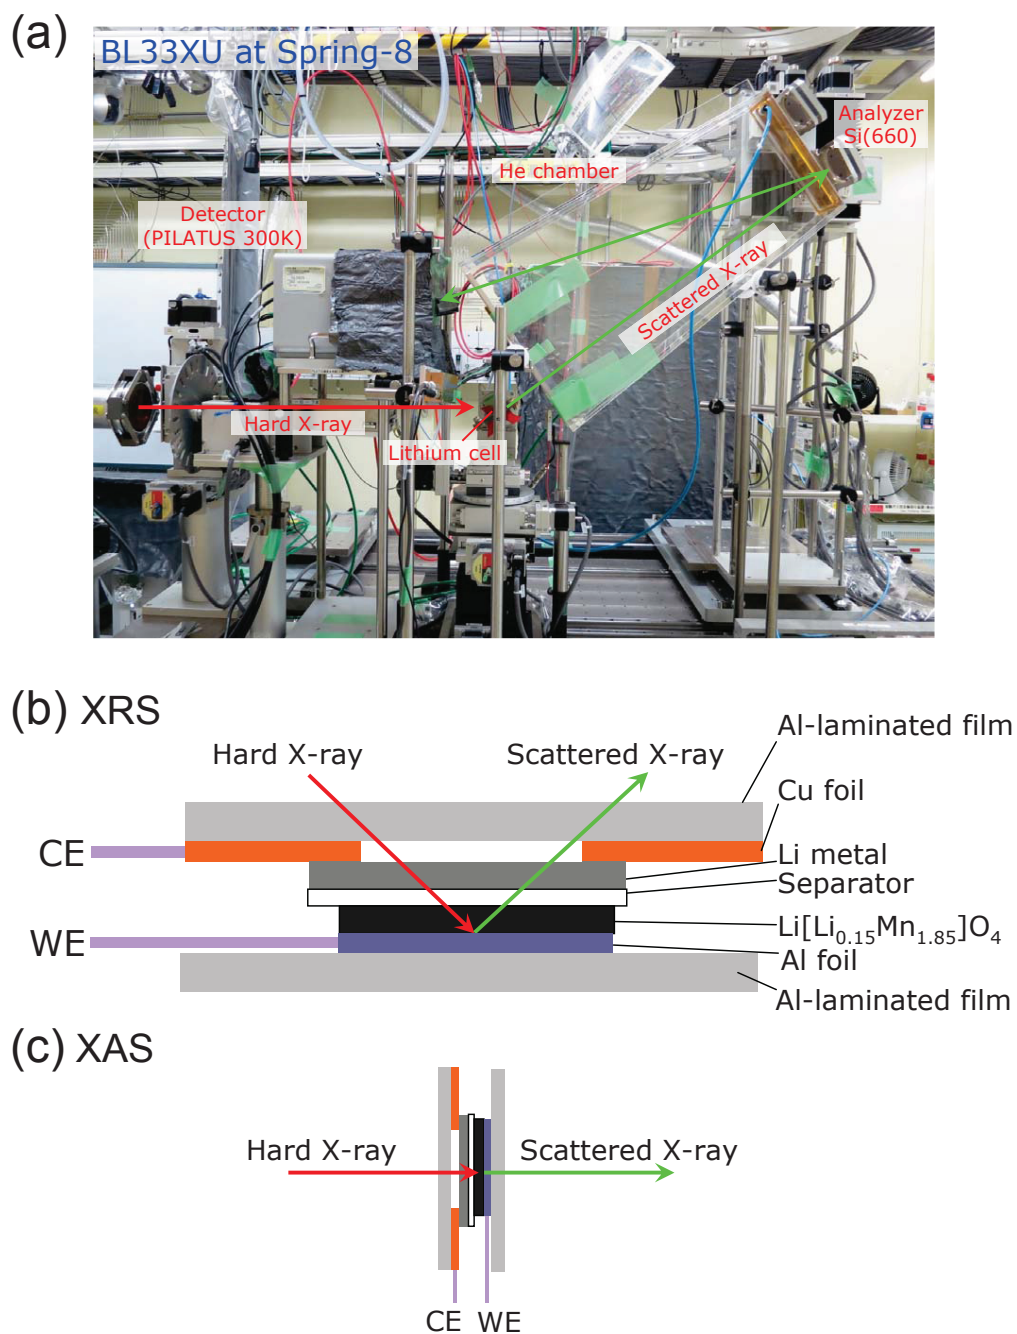 (a)
BL33XU at Spring-8
Analyzer
Si(660)
He chamber
Detector
(PILATUS 300K)
Scattered X-ray
Hard X-ray
Lithium cell
(b) XRS
Al-laminated film
Hard X-ray
Scattered X-ray
Cu foil
CE
Li metal
Separator
Li[Li₀.₁₅Mn₁.₈₅]O₄
WE
Al foil
Al-laminated film
(c) XAS
Hard X-ray
Scattered X-ray
CE
WE